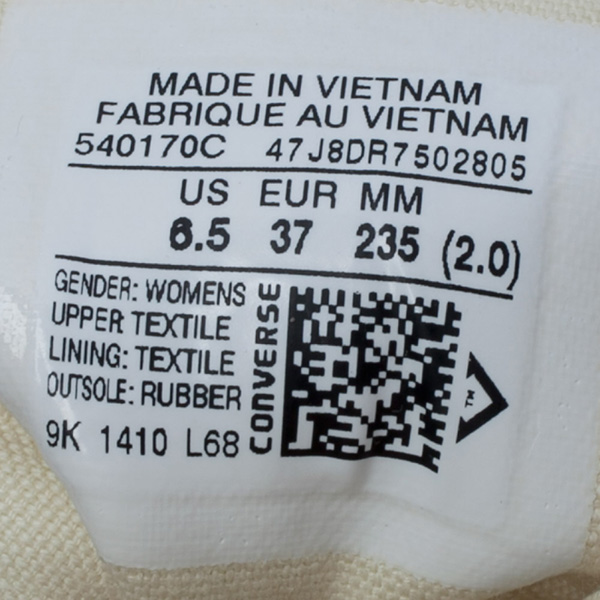 MADE IN VIETNAM
FABRIQUE AU VIETNAM
540170C 47J8DR7502805
US EUR MM
6.5 37 235 (2.0)
GENDER: WOMENS
UPPER TEXTILE
LINING: TEXTILE
OUTSOLE: RUBBER
9K 1410 L68
CONVERSE
TM